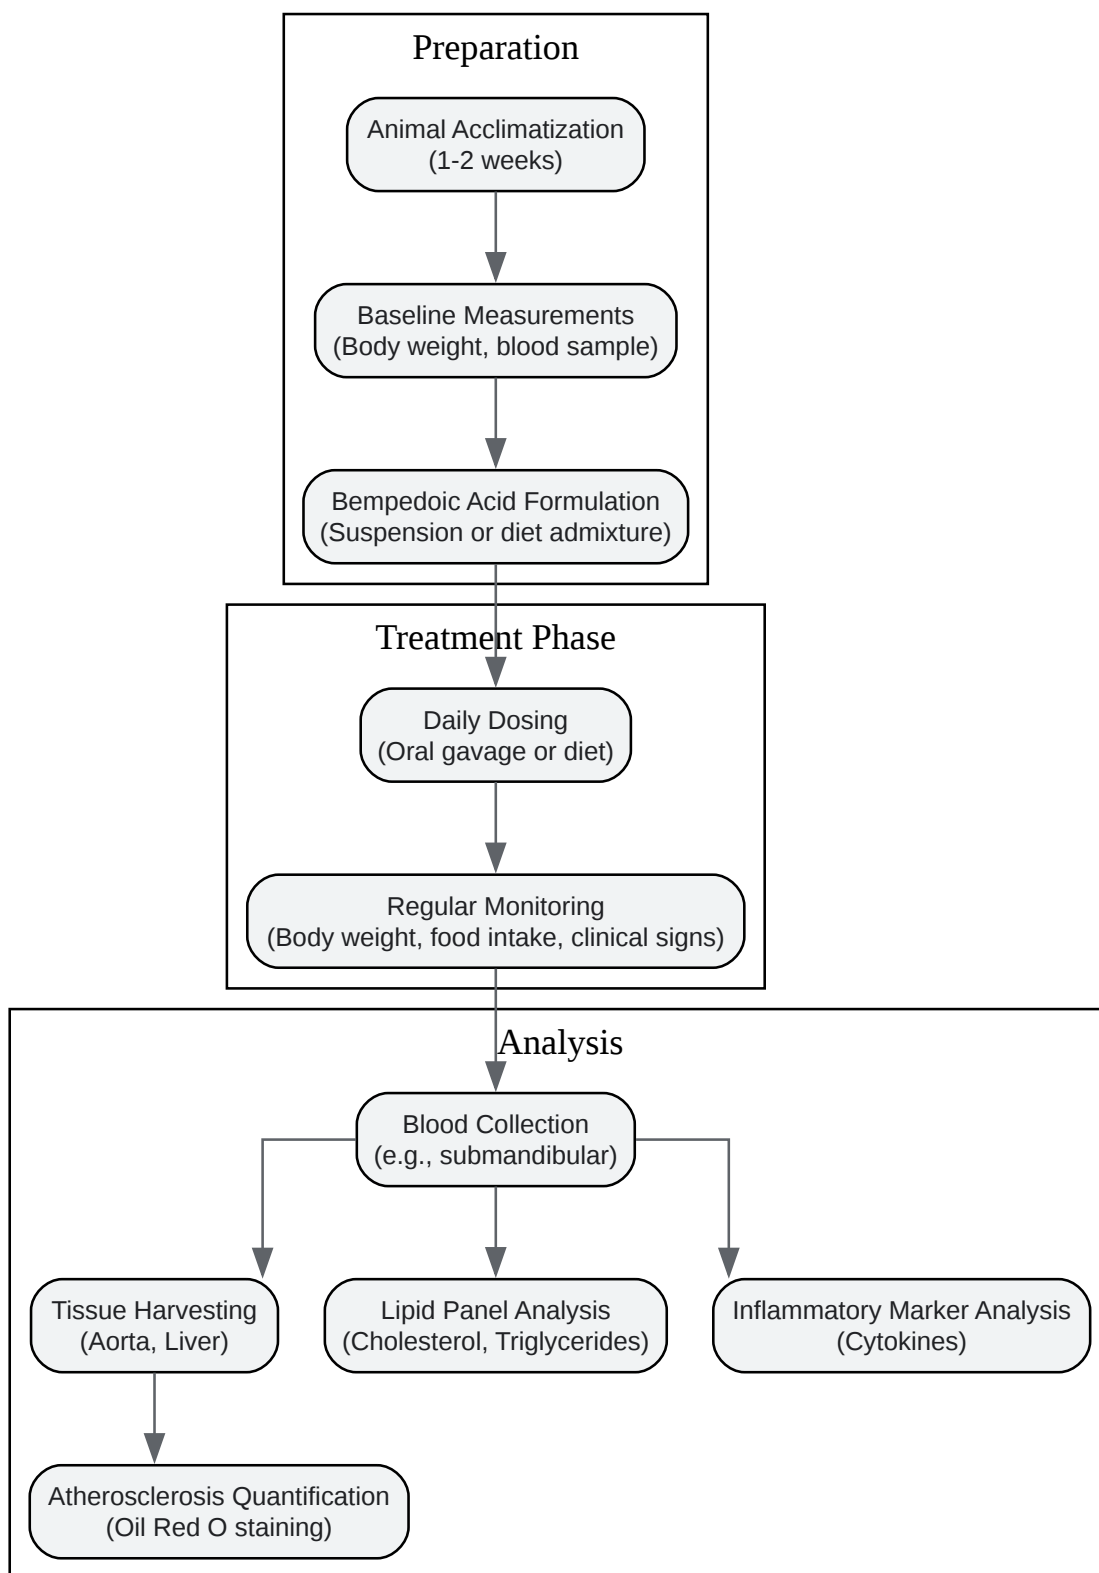 Preparation
Animal Acclimatization
(1-2 weeks)
Baseline Measurements
(Body weight, blood sample)
Bempedoic Acid Formulation
(Suspension or diet admixture)
Treatment Phase
Daily Dosing
(Oral gavage or diet)
Regular Monitoring
(Body weight, food intake, clinical signs)
Analysis
Blood Collection
(e.g., submandibular)
Tissue Harvesting
(Aorta, Liver)
Lipid Panel Analysis
(Cholesterol, Triglycerides)
Inflammatory Marker Analysis
(Cytokines)
Atherosclerosis Quantification
(Oil Red O staining)